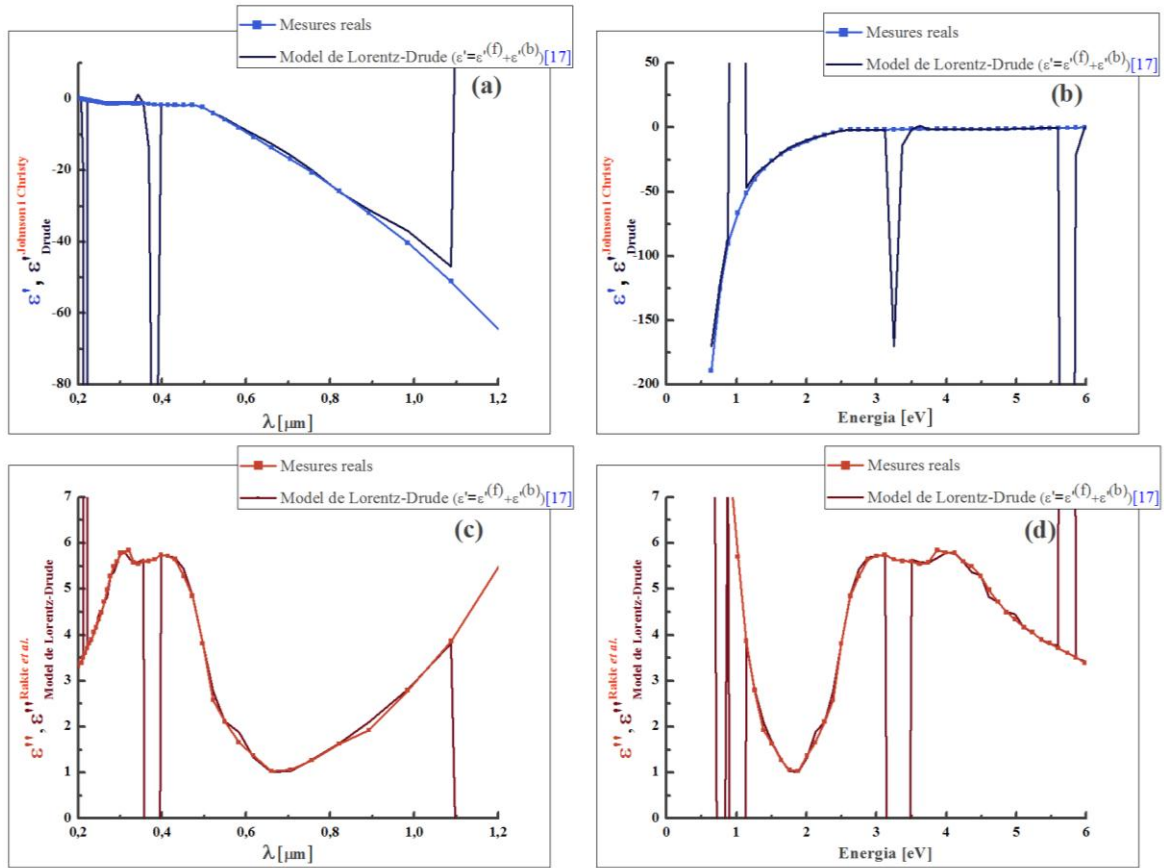 Mesures reals
Model de Lorentz-Drude (ε'=ε'(f)+ε'(b))[17]
(a)
ε', ε'Johnson i Christy Drude
0
-20
-40
-60
-80
0,2 0,4 0,6 0,8 1,0 1,2
λ [μm]
Mesures reals
Model de Lorentz-Drude (ε'=ε'(f)+ε'(b))[17]
(b)
ε', ε'Johnson i Christy Drude
50
0
-50
-100
-150
-200
0 1 2 3 4 5 6
Energia [eV]
Mesures reals
Model de Lorentz-Drude (ε'=ε'(f)+ε'(b))[17]
(c)
ε'', ε''Rakic et al. Model de Lorentz-Drude
7
6
5
4
3
2
1
0
0,2 0,4 0,6 0,8 1,0 1,2
λ [μm]
Mesures reals
Model de Lorentz-Drude (ε'=ε'(f)+ε'(b))[17]
(d)
ε'', ε''Rakic et al. Model de Lorentz-Drude
7
6
5
4
3
2
1
0
0 1 2 3 4 5 6
Energia [eV]